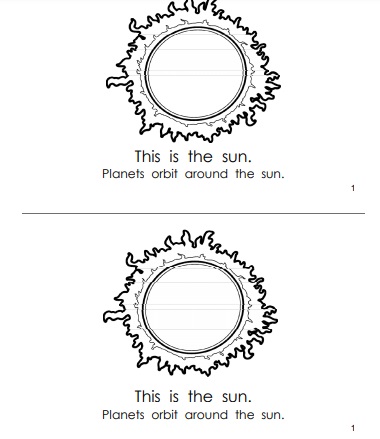 This is the sun.
Planets orbit around the sun.
1
This is the sun.
Planets orbit around the sun.
1